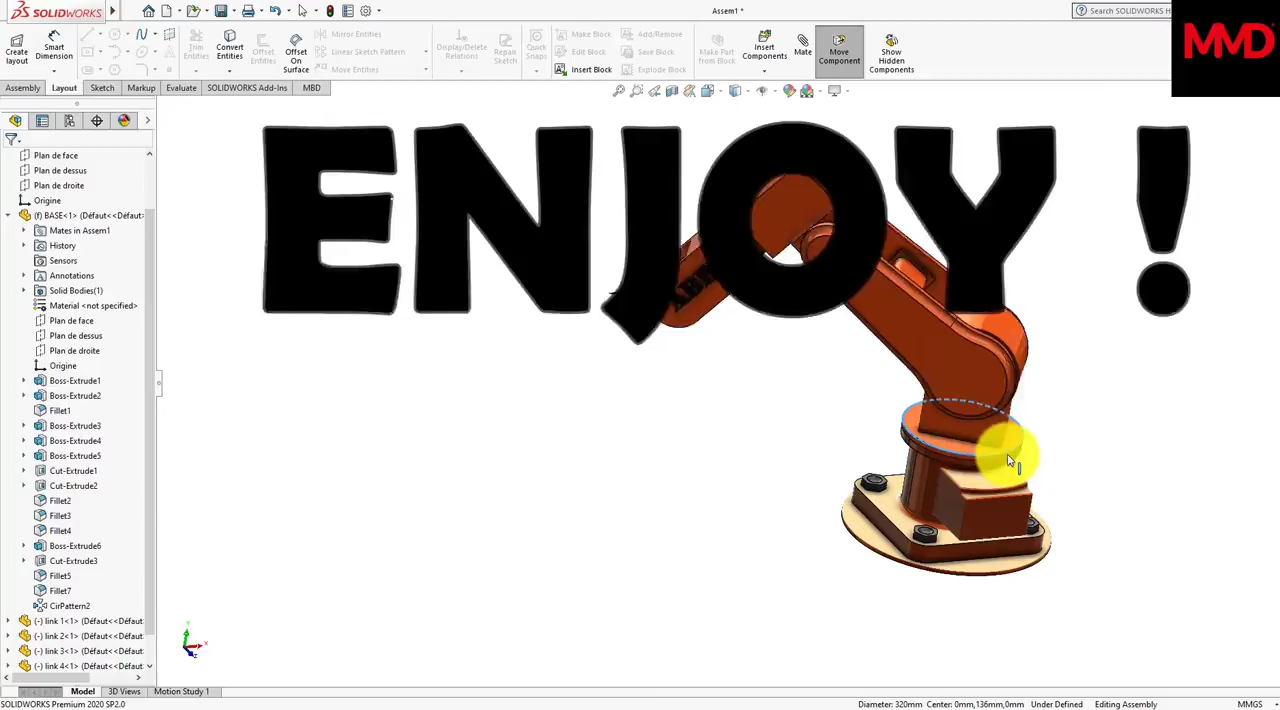 SOLIDWORKS
Assem1 *
Search SOLIDWORKS H
MMD
Create layout
Smart Dimension
Trim Entities
Convert Entities
Offset Entities
Offset On Surface
Mirror Entities
Linear Sketch Pattern
Move Entities
Display/Delete Relations
Repair Sketch
Quick Snaps
Make Block
Edit Block
Insert Block
Add/Remove
Save Block
Explode Block
Make Part from Block
Insert Components
Mate
Move Component
Show Hidden Components
Assembly
Layout
Sketch
Markup
Evaluate
SOLIDWORKS Add-Ins
MBD
ENJOY !
Plan de face
Plan de dessus
Plan de droite
Origine
(f) BASE<1> (Défaut<<Défaut
Mates in Assem1
History
Sensors
Annotations
Solid Bodies(1)
Material <not specified>
Plan de face
Plan de dessus
Plan de droite
Origine
Boss-Extrude1
Boss-Extrude2
Fillet1
Boss-Extrude3
Boss-Extrude4
Boss-Extrude5
Cut-Extrude1
Cut-Extrude2
Fillet2
Fillet3
Fillet4
Boss-Extrude6
Cut-Extrude3
Fillet5
Fillet7
CirPattern2
(-) link 1<1> (Défaut<<Défaut
(-) link 2<1> (Défaut<<Défaut
(-) link 3<1> (Défaut<<Défaut
(-) link 4<1> (Défaut<<Défaut
Model
3D Views
Motion Study 1
SOLIDWORKS Premium 2020 SP2.0
Diameter: 320mm Center: 0mm,136mm,0mm
Under Defined
Editing Assembly
MMGS